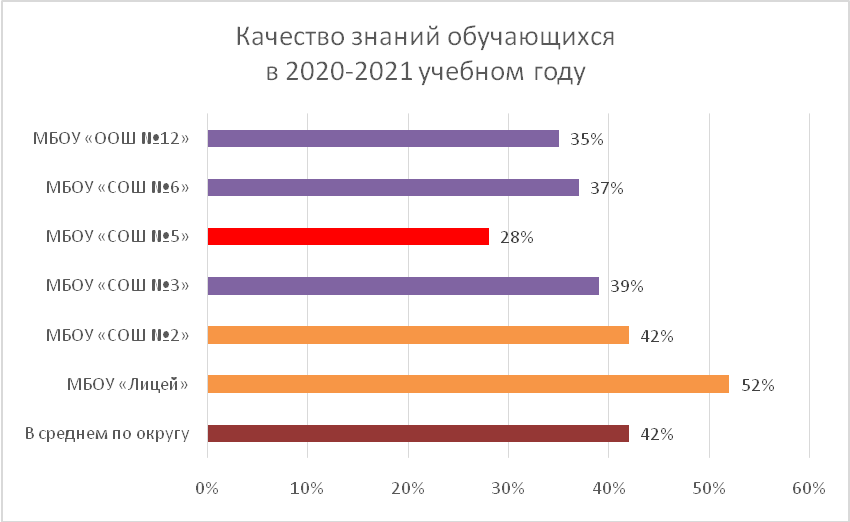 Качество знаний обучающихся
в 2020-2021 учебном году
МБОУ «ООШ №12»
35%
МБОУ «СОШ №6»
37%
МБОУ «СОШ №5»
28%
МБОУ «СОШ №3»
39%
МБОУ «СОШ №2»
42%
МБОУ «Лицей»
52%
В среднем по округу
42%
0% 10% 20% 30% 40% 50% 60%